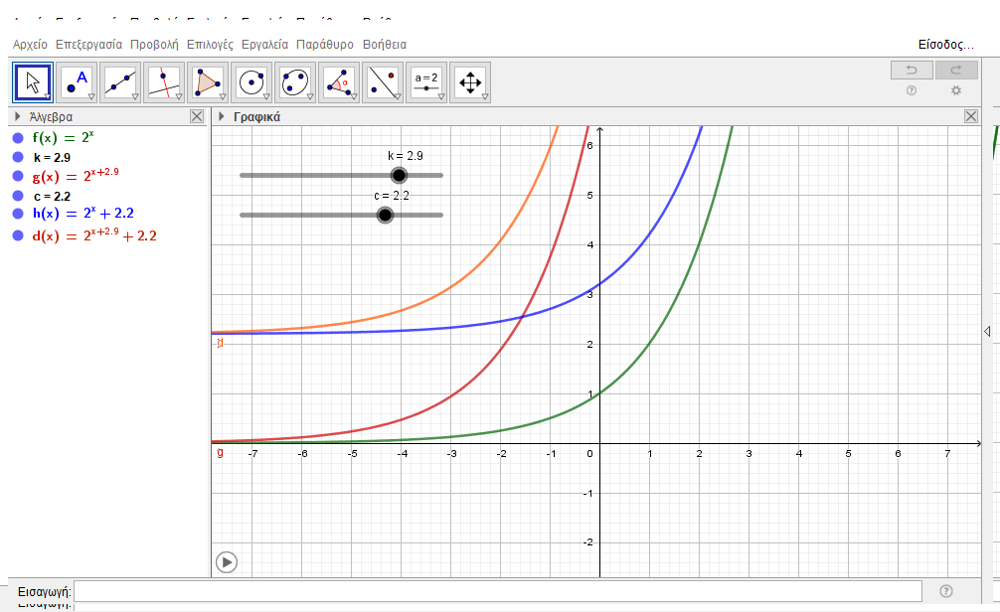 Αρχείο Επεξεργασία Προβολή Επιλογές Εργαλεία Παράθυρο Βοήθεια
Είσοδος...
A
α
a = 2
Άλγεβρα
Γραφικά
f(x) = 2^x
k = 2.9
g(x) = 2^{x+2.9}
c = 2.2
h(x) = 2^x + 2.2
d(x) = 2^{x+2.9} + 2.2
k = 2.9
c = 2.2
6
5
4
3
2
1
-7 -6 -5 -4 -3 -2 -1 0 1 2 3 4 5 6 7
g
-1
-2
Εισαγωγή:
Εισαγωγή: